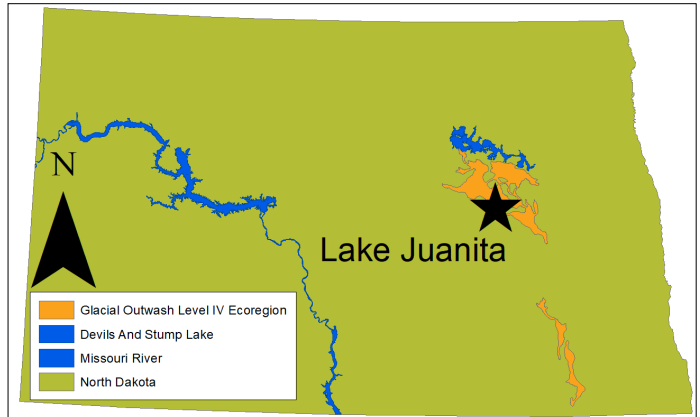 N
Lake Juanita
Glacial Outwash Level IV Ecoregion
Devils And Stump Lake
Missouri River
North Dakota